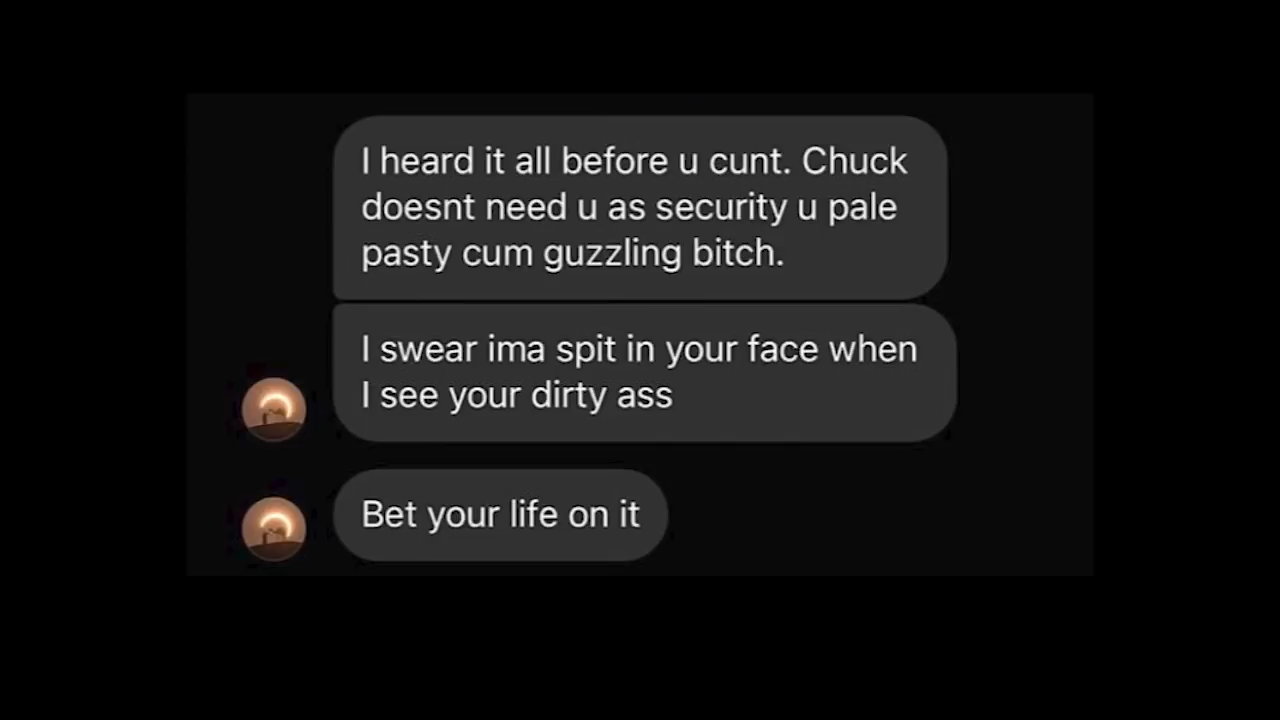 I heard it all before u cunt. Chuck
doesnt need u as security u pale
pasty cum guzzling bitch.
I swear ima spit in your face when
I see your dirty ass
Bet your life on it